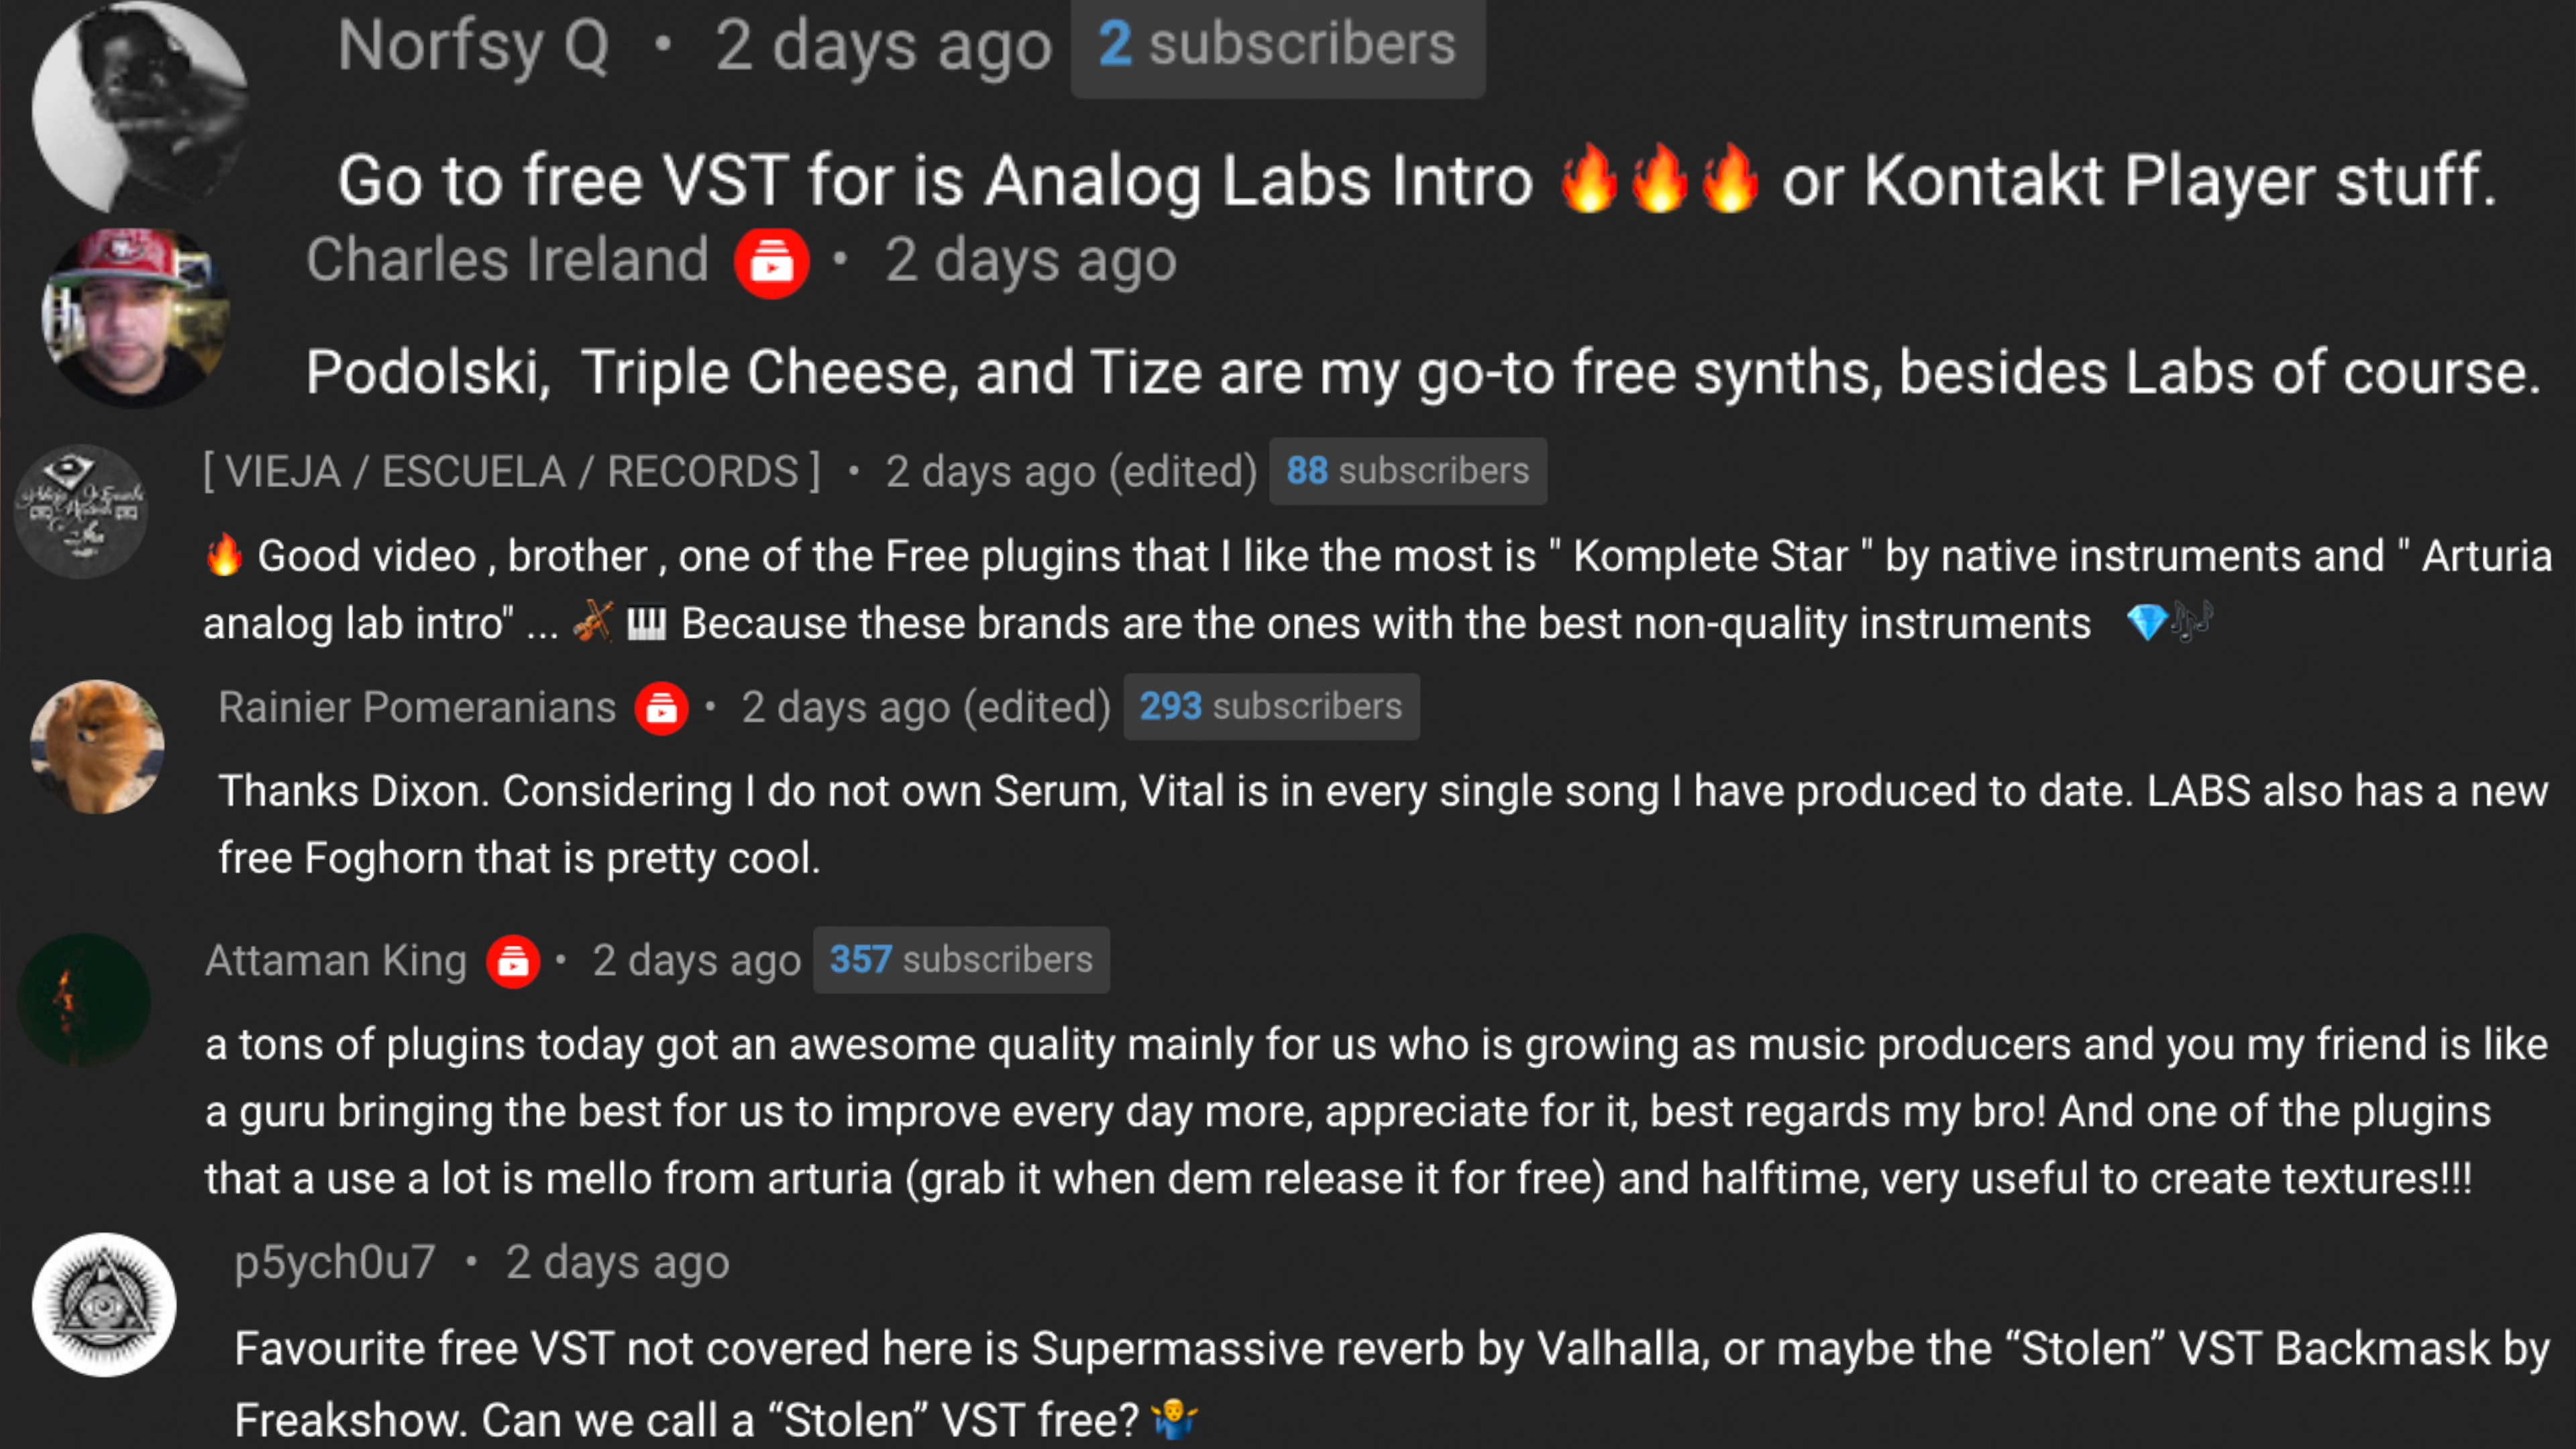 Norfsy Q • 2 days ago 2 subscribers
Go to free VST for is Analog Labs Intro 🔥🔥🔥 or Kontakt Player stuff.
Charles Ireland • 2 days ago
Podolski,  Triple Cheese, and Tize are my go-to free synths, besides Labs of course.
[ VIEJA / ESCUELA / RECORDS ] • 2 days ago (edited) 88 subscribers
🔥 Good video , brother , one of the Free plugins that I like the most is " Komplete Star " by native instruments and " Arturia
analog lab intro" ... 🎻 🎹 Because these brands are the ones with the best non-quality instruments 💎🎶
Rainier Pomeranians • 2 days ago (edited) 293 subscribers
Thanks Dixon. Considering I do not own Serum, Vital is in every single song I have produced to date. LABS also has a new
free Foghorn that is pretty cool.
Attaman King • 2 days ago 357 subscribers
a tons of plugins today got an awesome quality mainly for us who is growing as music producers and you my friend is like
a guru bringing the best for us to improve every day more, appreciate for it, best regards my bro! And one of the plugins
that a use a lot is mello from arturia (grab it when dem release it for free) and halftime, very useful to create textures!!!
p5ych0u7 • 2 days ago
Favourite free VST not covered here is Supermassive reverb by Valhalla, or maybe the “Stolen” VST Backmask by
Freakshow. Can we call a “Stolen” VST free? 🤷‍♂️